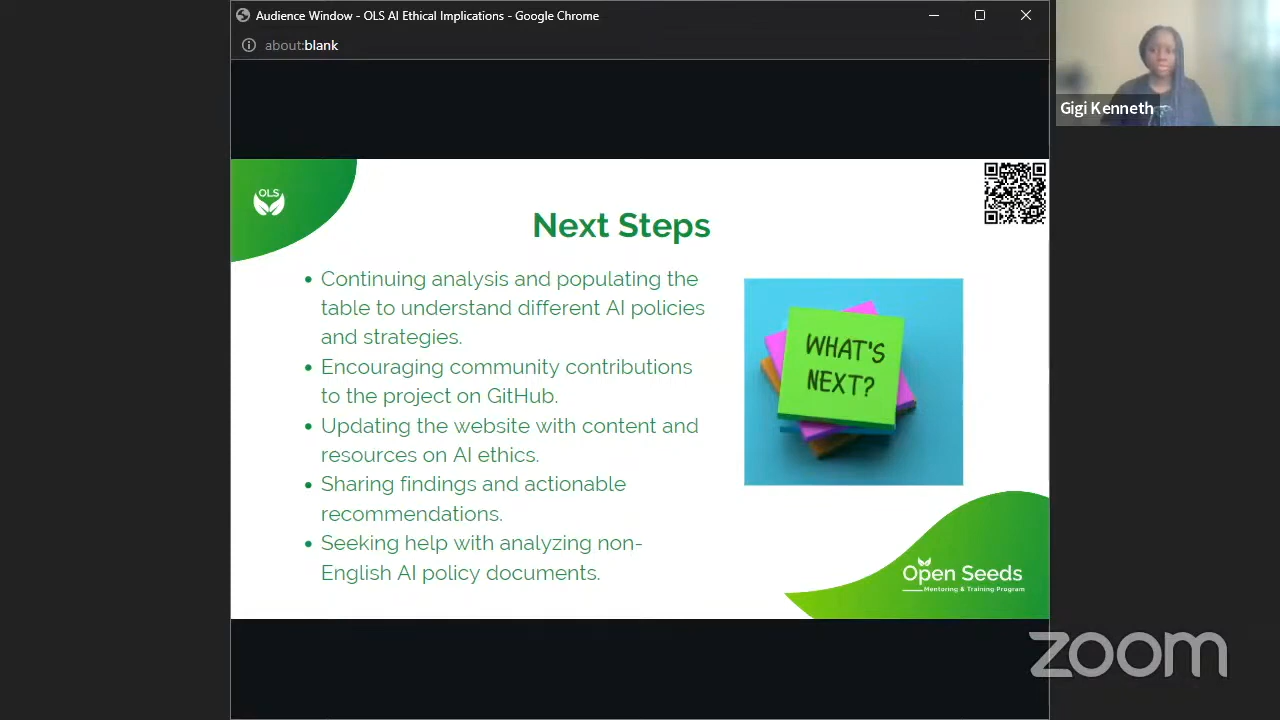 Audience Window - OLS AI Ethical Implications - Google Chrome
about:blank
Gigi Kenneth
OLS
Next Steps
• Continuing analysis and populating the
table to understand different AI policies
and strategies.
• Encouraging community contributions
to the project on GitHub.
• Updating the website with content and
resources on AI ethics.
• Sharing findings and actionable
recommendations.
• Seeking help with analyzing non-
English AI policy documents.
WHAT'S
NEXT?
Open Seeds
Mentoring & Training Program
zoom